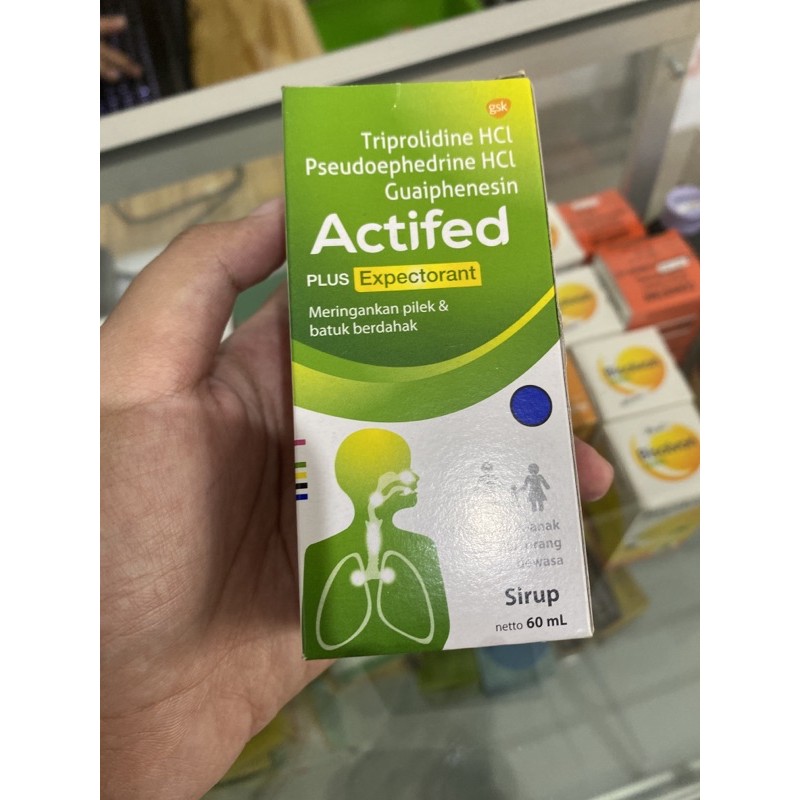 gsk
Triprolidine HCl
Pseudoephedrine HCl
Guaiphenesin
Actifed
PLUS Expectorant
Meringankan pilek &
batuk berdahak
anak
orang
dewasa
Sirup
netto 60 mL